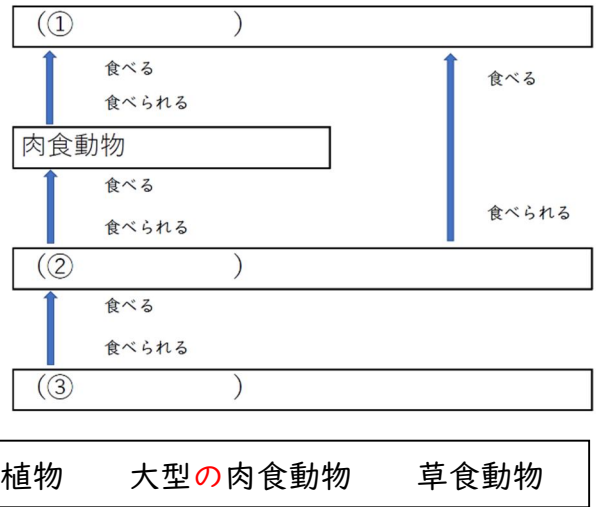 （①　　　　　　）
食べる
食べる
食べられる
肉食動物
食べる
食べられる
食べられる
（②　　　　　　）
食べる
食べられる
（③　　　　　　）
植物　大型の肉食動物　草食動物